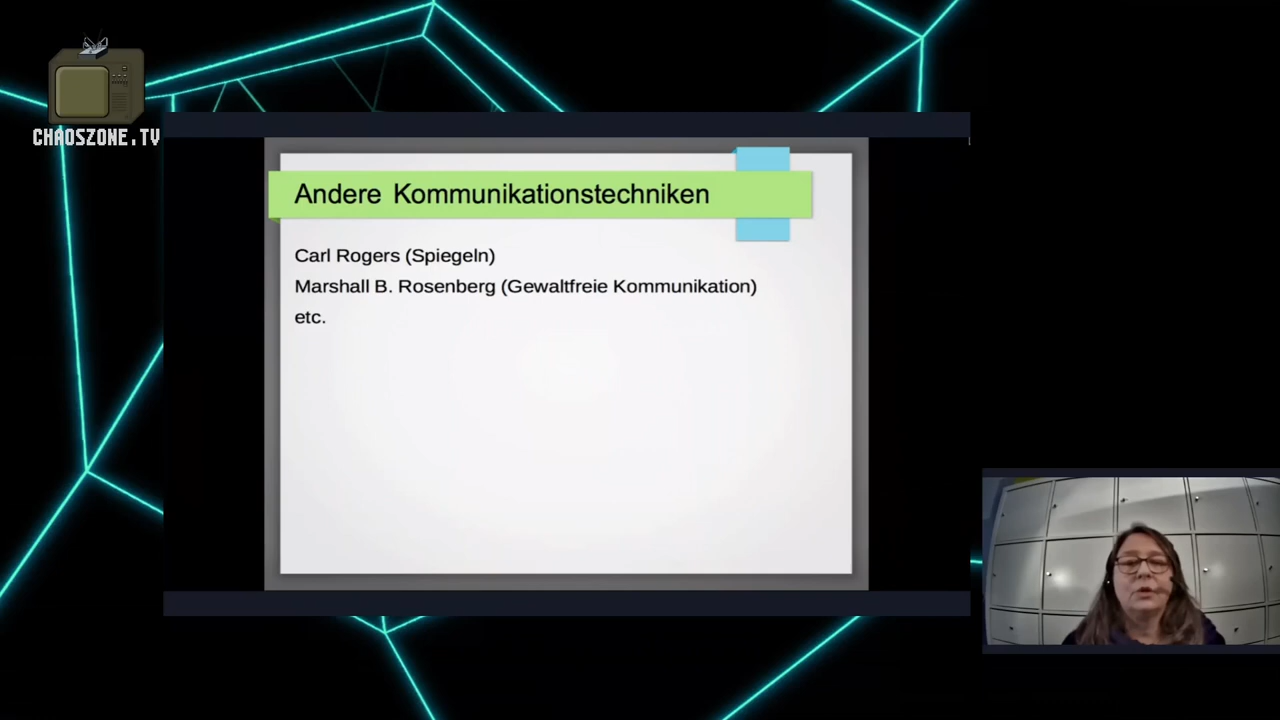 CHAOSZONE.TV
Andere Kommunikationstechniken
Carl Rogers (Spiegeln)
Marshall B. Rosenberg (Gewaltfreie Kommunikation)
etc.